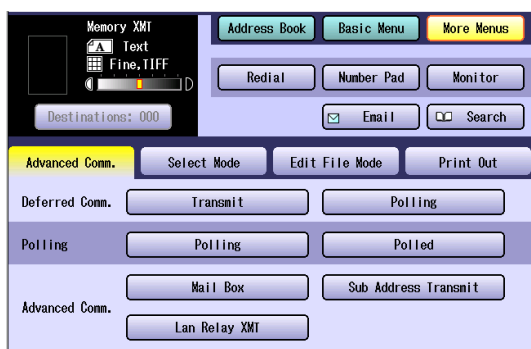 Memory XMT
A Text
Fine,TIFF
D
Destinations: 000
Address Book Basic Menu More Menus
Redial Number Pad Monitor
Email Search
Advanced Comm. Select Mode Edit File Mode Print Out
Deferred Comm. Transmit Polling
Polling Polling Polled
Advanced Comm. Mail Box Sub Address Transmit
Lan Relay XMT